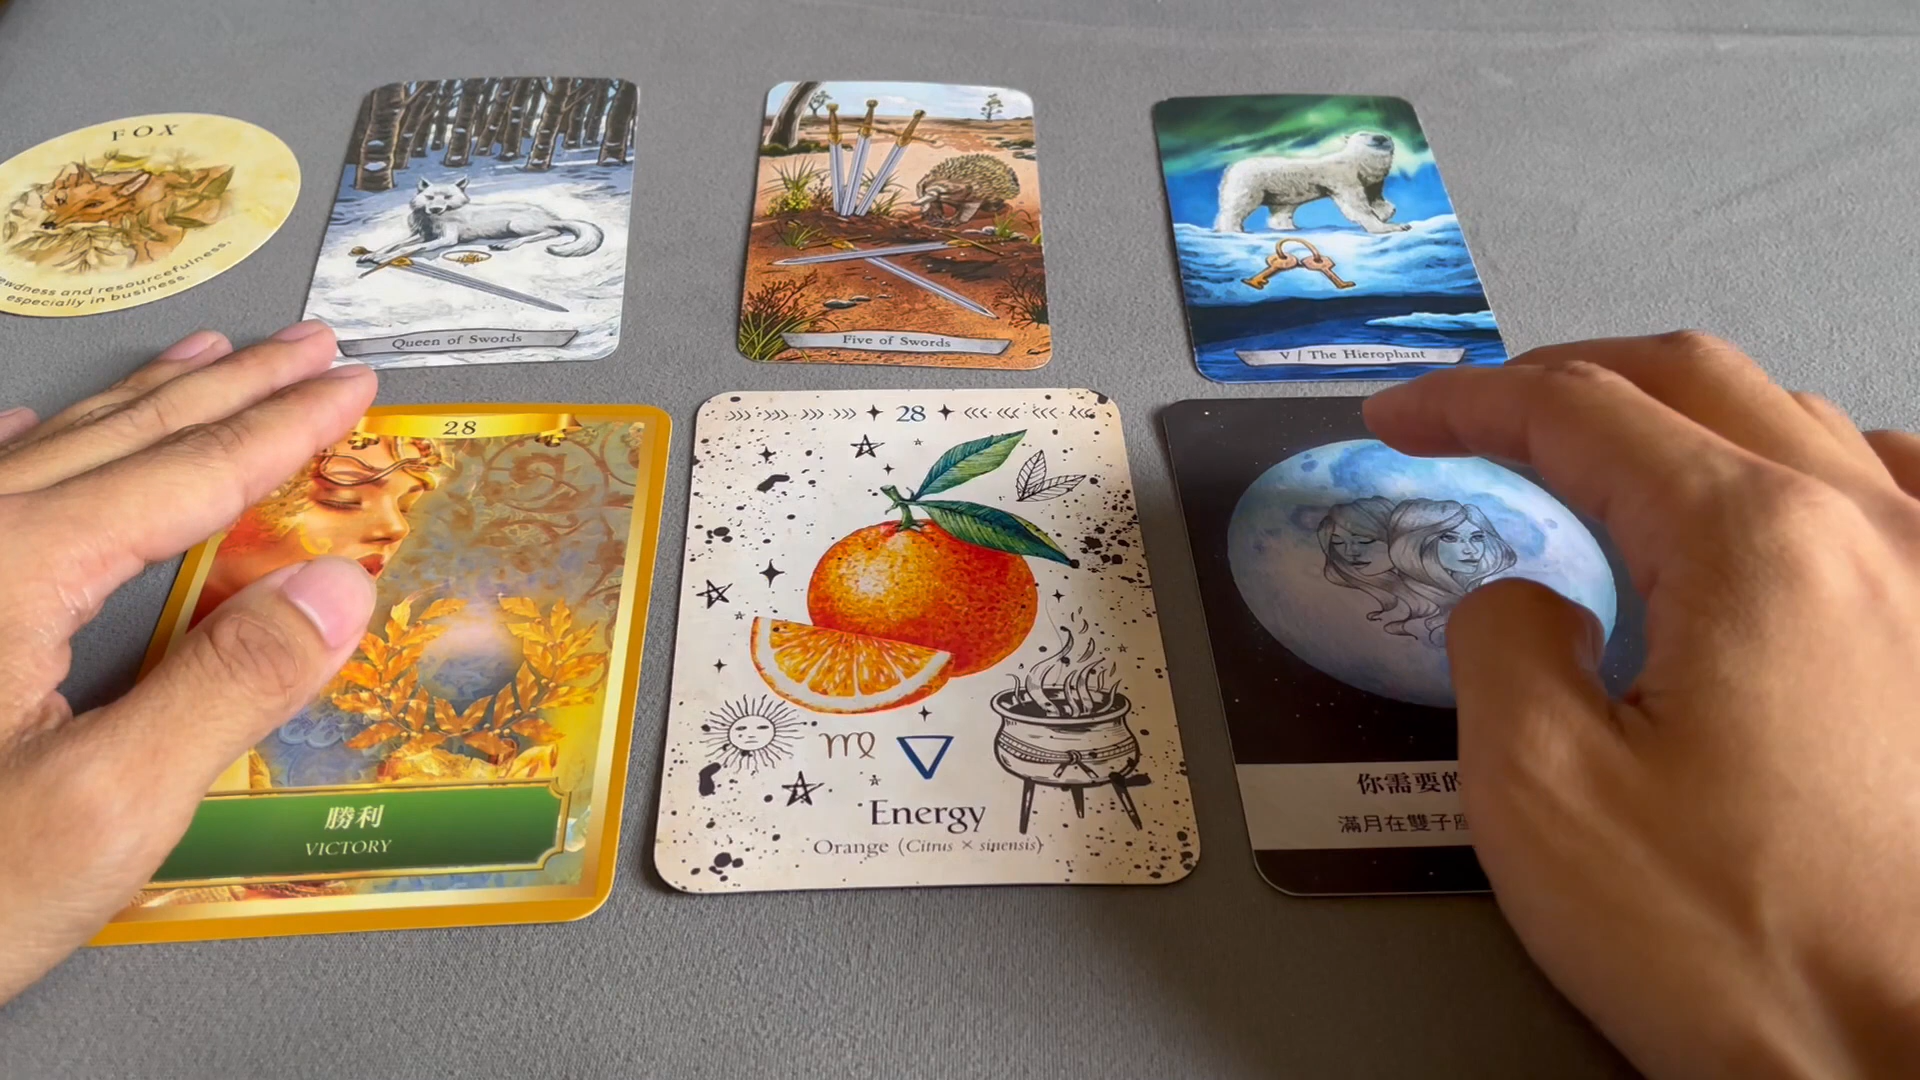 FOX
and resourcefulness,
especially in business.
Queen of Swords
Five of Swords
V | The Hierophant
28
勝利
VICTORY
28
Energy
Orange (Citrus × sinensis)
你需要的
滿月在雙子座